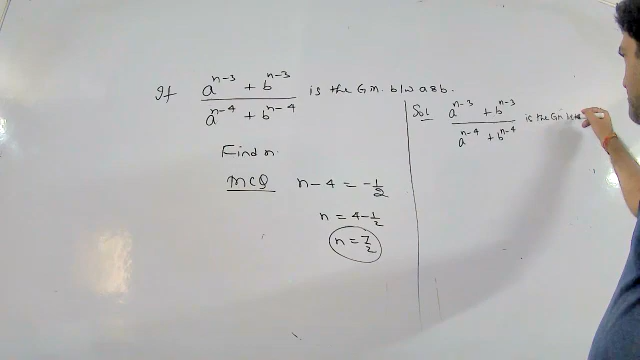 If (a^{n-3} + b^{n-3}) / (a^{n-4} + b^{n-4}) is the G.M. b/w a & b.
Find n.
MCQ n - 4 = -1/2
n = 4 - 1/2
n = 7/2
Sol (a^{n-3} + b^{n-3}) / (a^{n-4} + b^{n-4}) is the GM